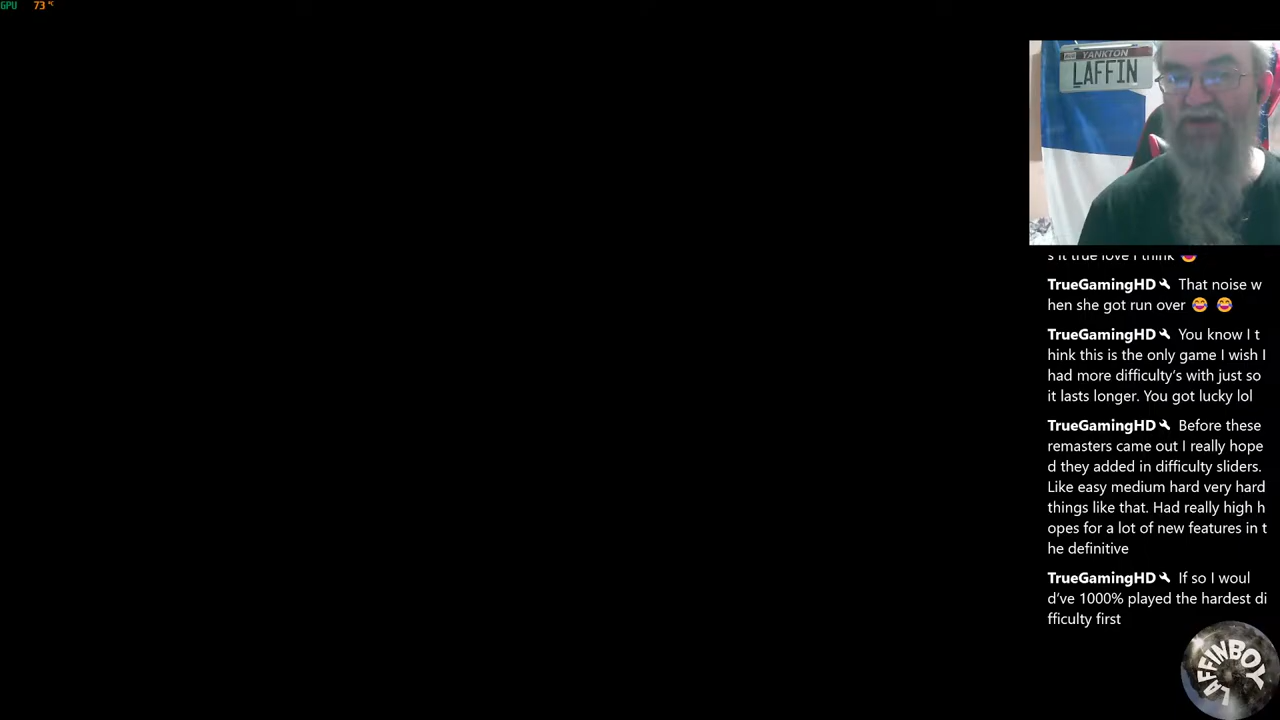 GPU 73 °C
YANKTON
LAFFIN
s it true love I think 😂
TrueGamingHD That noise w
hen she got run over 😂 😂
TrueGamingHD You know I t
hink this is the only game I wish I
had more difficulty's with just so
it lasts longer. You got lucky lol
TrueGamingHD Before these
remasters came out I really hope
d they added in difficulty sliders.
Like easy medium hard very hard
things like that. Had really high h
opes for a lot of new features in t
he definitive
TrueGamingHD If so I woul
d've 1000% played the hardest di
fficulty first
LAFFINBOY